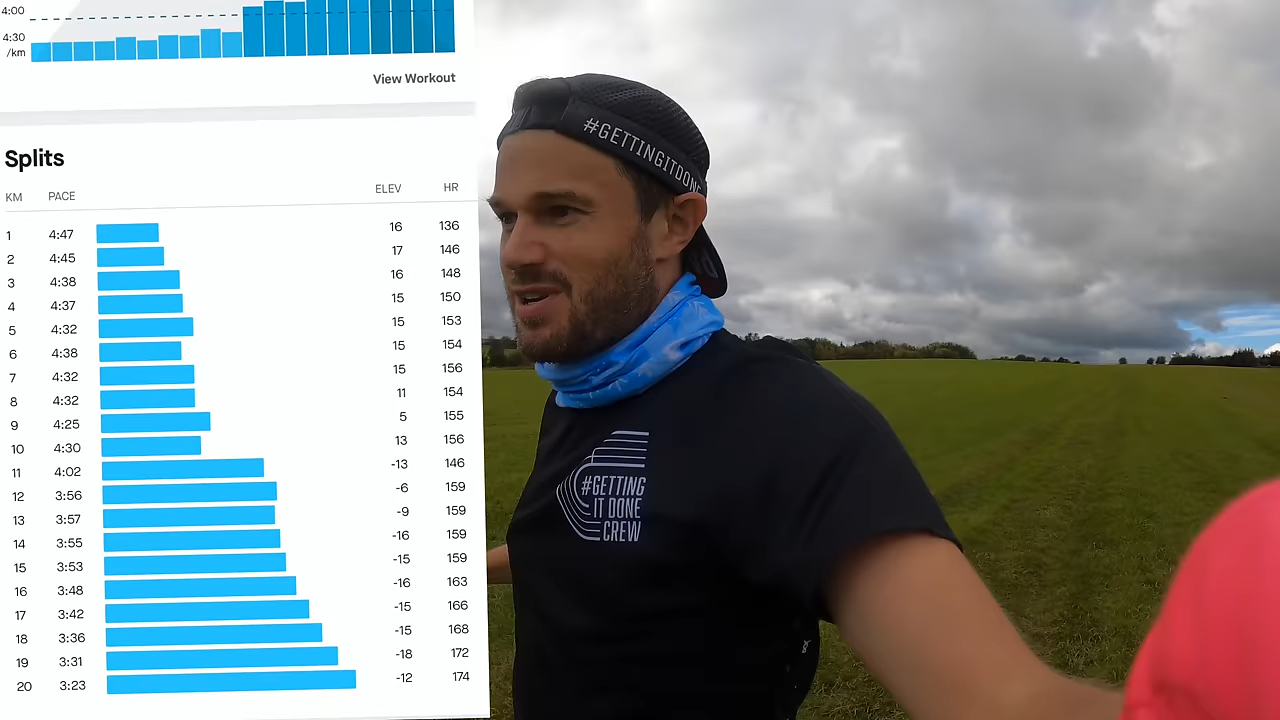 4:00
4:30
/km
View Workout
Splits
KM PACE ELEV HR
1 4:47 16 136
2 4:45 17 146
3 4:38 16 148
4 4:37 15 150
5 4:32 15 153
6 4:38 15 154
7 4:32 15 156
8 4:32 11 154
9 4:25 5 155
10 4:30 13 156
11 4:02 -13 146
12 3:56 -6 159
13 3:57 -9 159
14 3:55 -16 159
15 3:53 -15 159
16 3:48 -16 163
17 3:42 -15 166
18 3:36 -15 168
19 3:31 -18 172
20 3:23 -12 174
#GETTINGITDONE
#GETTING
IT DONE
CREW